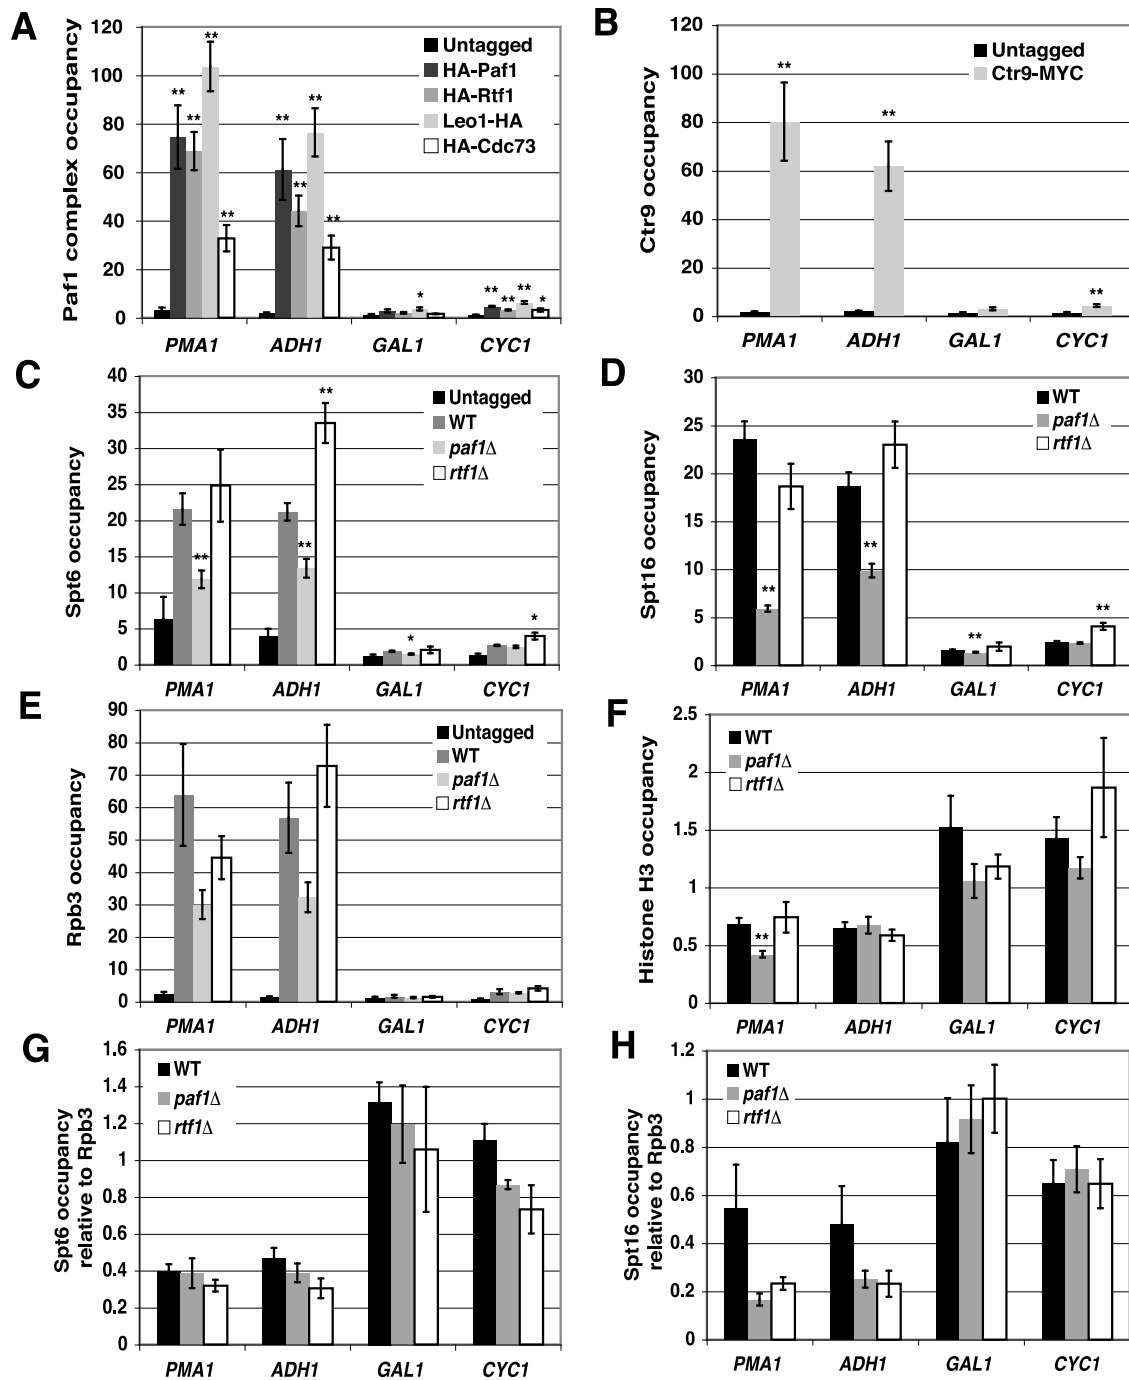 A
Paf1 complex occupancy
120
100
80
60
40
20
0
Untagged
HA-Paf1
HA-Rtf1
Leo1-HA
HA-Cdc73
** ** ** **
** ** ** **
*
** ** ** *
PMA1 ADH1 GAL1 CYC1
B
Ctr9 occupancy
120
100
80
60
40
20
0
Untagged
Ctr9-MYC
** ** **
PMA1 ADH1 GAL1 CYC1
C
Spt6 occupancy
40
35
30
25
20
15
10
5
0
Untagged
WT
paf1Δ
rtf1Δ
** ** ** * *
PMA1 ADH1 GAL1 CYC1
D
Spt16 occupancy
30
25
20
15
10
5
0
WT
paf1Δ
rtf1Δ
** ** ** **
PMA1 ADH1 GAL1 CYC1
E
Rpb3 occupancy
90
80
70
60
50
40
30
20
10
0
Untagged
WT
paf1Δ
rtf1Δ
PMA1 ADH1 GAL1 CYC1
F
Histone H3 occupancy
2.5
2
1.5
1
0.5
0
WT
paf1Δ
rtf1Δ
**
PMA1 ADH1 GAL1 CYC1
G
Spt6 occupancy
relative to Rpb3
1.6
1.4
1.2
1
0.8
0.6
0.4
0.2
0
WT
paf1Δ
rtf1Δ
PMA1 ADH1 GAL1 CYC1
H
Spt16 occupancy
relative to Rpb3
1.2
1
0.8
0.6
0.4
0.2
0
WT
paf1Δ
rtf1Δ
PMA1 ADH1 GAL1 CYC1